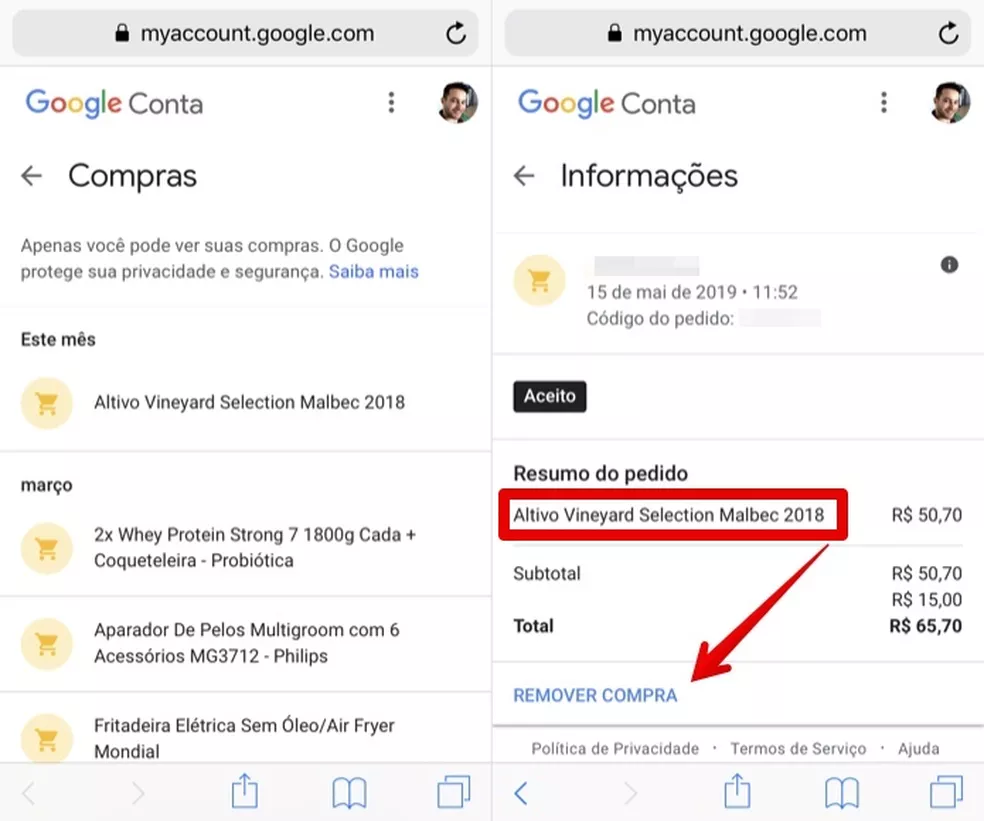 myaccount.google.com
Google Conta
Compras
Apenas você pode ver suas compras. O Google
protege sua privacidade e segurança. Saiba mais
Este mês
Altivo Vineyard Selection Malbec 2018
março
2x Whey Protein Strong 7 1800g Cada +
Coqueteleira - Probiótica
Aparador De Pelos Multigroom com 6
Acessórios MG3712 - Philips
Fritadeira Elétrica Sem Óleo/Air Fryer
Mondial
myaccount.google.com
Google Conta
Informações
15 de mai de 2019 • 11:52
Código do pedido:
Aceito
Resumo do pedido
Altivo Vineyard Selection Malbec 2018 R$ 50,70
Subtotal R$ 50,70
R$ 15,00
Total R$ 65,70
REMOVER COMPRA
Política de Privacidade · Termos de Serviço · Ajuda